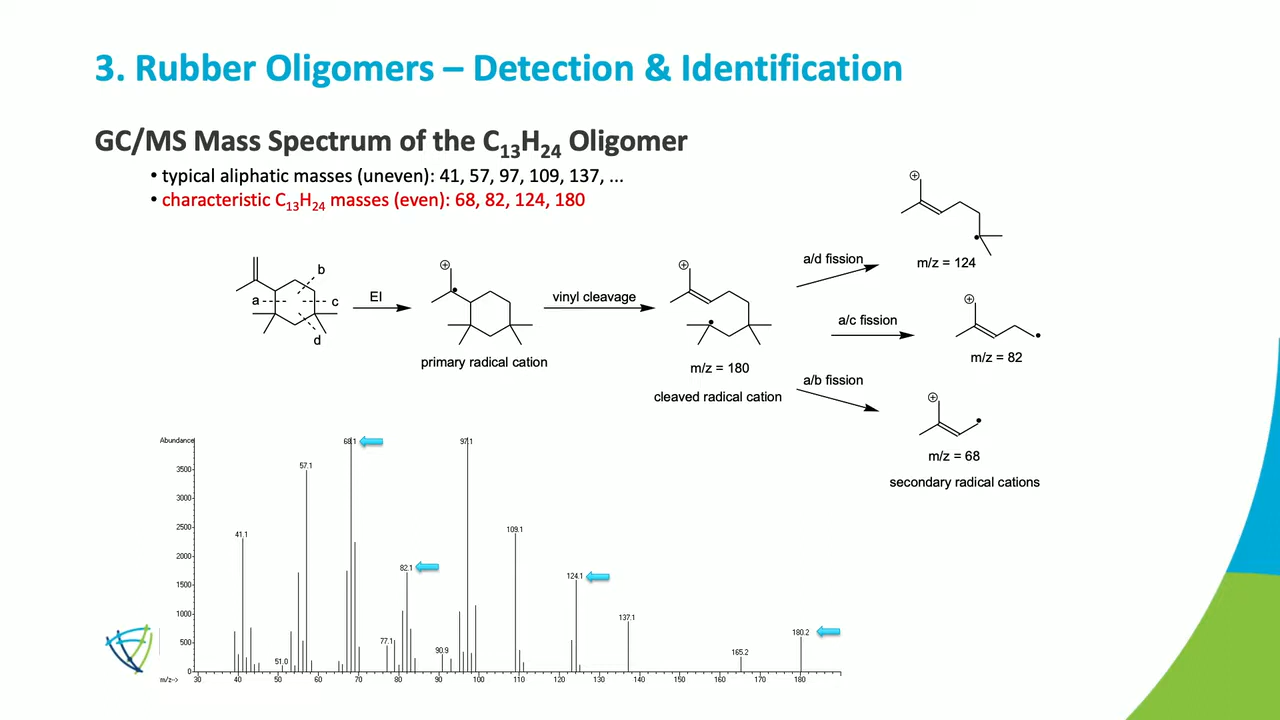 3. Rubber Oligomers – Detection & Identification
GC/MS Mass Spectrum of the C₁₃H₂₄ Oligomer
• typical aliphatic masses (uneven): 41, 57, 97, 109, 137, ...
• characteristic C₁₃H₂₄ masses (even): 68, 82, 124, 180
a
b
c
d
EI
⊕
primary radical cation
vinyl cleavage
⊕
m/z = 180
cleaved radical cation
a/d fission
⊕
m/z = 124
a/c fission
⊕
m/z = 82
a/b fission
⊕
m/z = 68
secondary radical cations
Abundance
3500
3000
2500
2000
1500
1000
500
0
m/z-->
30 40 50 60 70 80 90 100 110 120 130 140 150 160 170 180
41.1
51.0
57.1
68.1
77.1
82.1
90.9
97.1
109.1
124.1
137.1
165.2
180.2